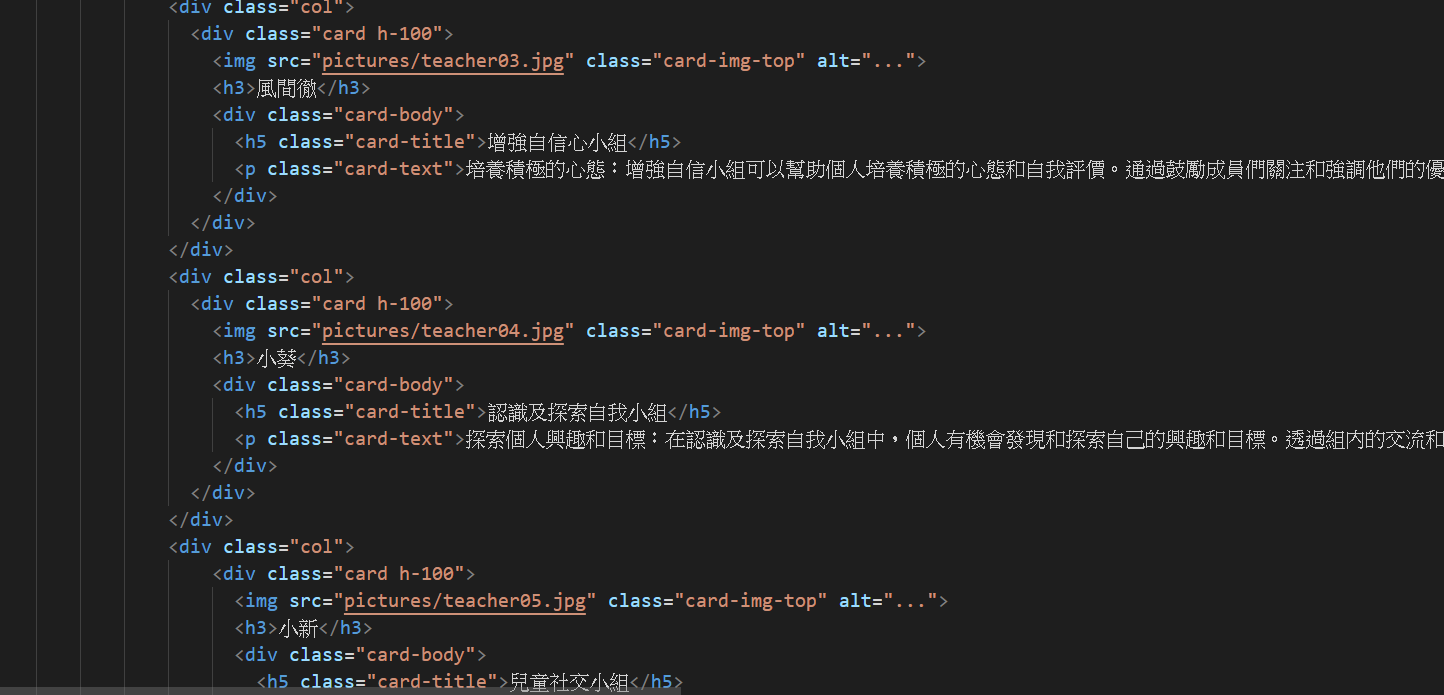 <div class="col">
<div class="card h-100">
<img src="pictures/teacher03.jpg" class="card-img-top" alt="...">
<h3>風間徹</h3>
<div class="card-body">
<h5 class="card-title">增強自信心小組</h5>
<p class="card-text">培養積極的心態：增強自信小組可以幫助個人培養積極的心態和自我評價。通過鼓勵成員們關注和強調他們的優
</div>
</div>
</div>
<div class="col">
<div class="card h-100">
<img src="pictures/teacher04.jpg" class="card-img-top" alt="...">
<h3>小葵</h3>
<div class="card-body">
<h5 class="card-title">認識及探索自我小組</h5>
<p class="card-text">探索個人興趣和目標：在認識及探索自我小組中，個人有機會發現和探索自己的興趣和目標。透過組內的交流和
</div>
</div>
</div>
<div class="col">
<div class="card h-100">
<img src="pictures/teacher05.jpg" class="card-img-top" alt="...">
<h3>小新</h3>
<div class="card-body">
<h5 class="card-title">兒童社交小組</h5>